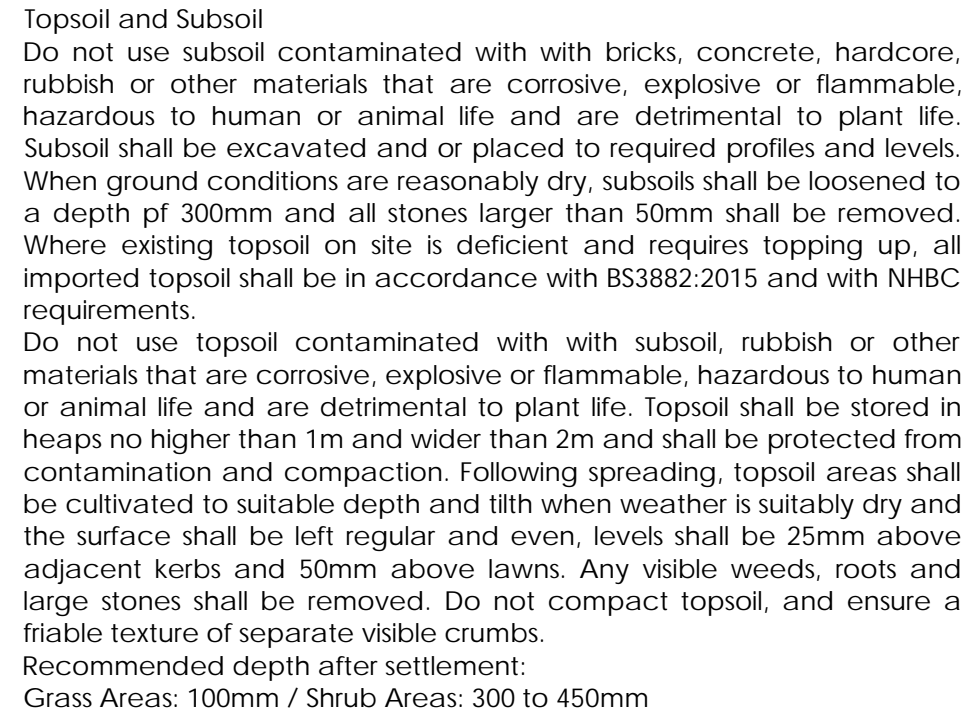 Topsoil and Subsoil
Do not use subsoil contaminated with with bricks, concrete, hardcore,
rubbish or other materials that are corrosive, explosive or flammable,
hazardous to human or animal life and are detrimental to plant life.
Subsoil shall be excavated and or placed to required profiles and levels.
When ground conditions are reasonably dry, subsoils shall be loosened to
a depth pf 300mm and all stones larger than 50mm shall be removed.
Where existing topsoil on site is deficient and requires topping up, all
imported topsoil shall be in accordance with BS3882:2015 and with NHBC
requirements.
Do not use topsoil contaminated with with subsoil, rubbish or other
materials that are corrosive, explosive or flammable, hazardous to human
or animal life and are detrimental to plant life. Topsoil shall be stored in
heaps no higher than 1m and wider than 2m and shall be protected from
contamination and compaction. Following spreading, topsoil areas shall
be cultivated to suitable depth and tilth when weather is suitably dry and
the surface shall be left regular and even, levels shall be 25mm above
adjacent kerbs and 50mm above lawns. Any visible weeds, roots and
large stones shall be removed. Do not compact topsoil, and ensure a
friable texture of separate visible crumbs.
Recommended depth after settlement:
Grass Areas: 100mm / Shrub Areas: 300 to 450mm